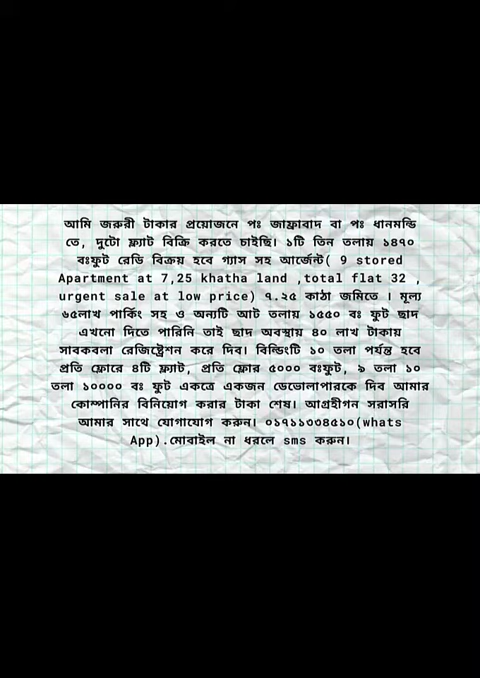 আমি জরুরী টাকার প্রয়োজনে পঃ জাফ্রাবাদ বা পঃ ধানমন্ডি
তে, দুটো ফ্ল্যাট বিক্রি করতে চাইছি। ১টি তিন তলায় ১৪৭০
বঃফুট রেডি বিক্রয় হবে গ্যাস সহ আর্জেন্ট( 9 stored
Apartment at 7,25 khatha land ,total flat 32 ,
urgent sale at low price) ৭.২৫ কাঠা জমিতে । মূল্য
৬৫লাখ পার্কিং সহ ও অন্যটি আট তলায় ১৫৫০ বঃ ফুট ছাদ
এখনো দিতে পারিনি তাই ছাদ অবস্থায় ৪০ লাখ টাকায়
সাবকবলা রেজিষ্ট্রেশন করে দিব। বিল্ডিংটি ১০ তলা পর্যন্ত হবে
প্রতি ফ্লোরে ৪টি ফ্ল্যাট, প্রতি ফ্লোর ৫০০০ বঃফুট, ৯ তলা ১০
তলা ১০০০০ বঃ ফুট একত্রে একজন ডেভোলাপারকে দিব আমার
কোম্পানির বিনিয়োগ করার টাকা শেষ। আগ্রহীগন সরাসরি
আমার সাথে যোগাযোগ করুন। ০১৭১১৩৩৪৫১০(whats
App).মোবাইল না ধরলে sms করুন।